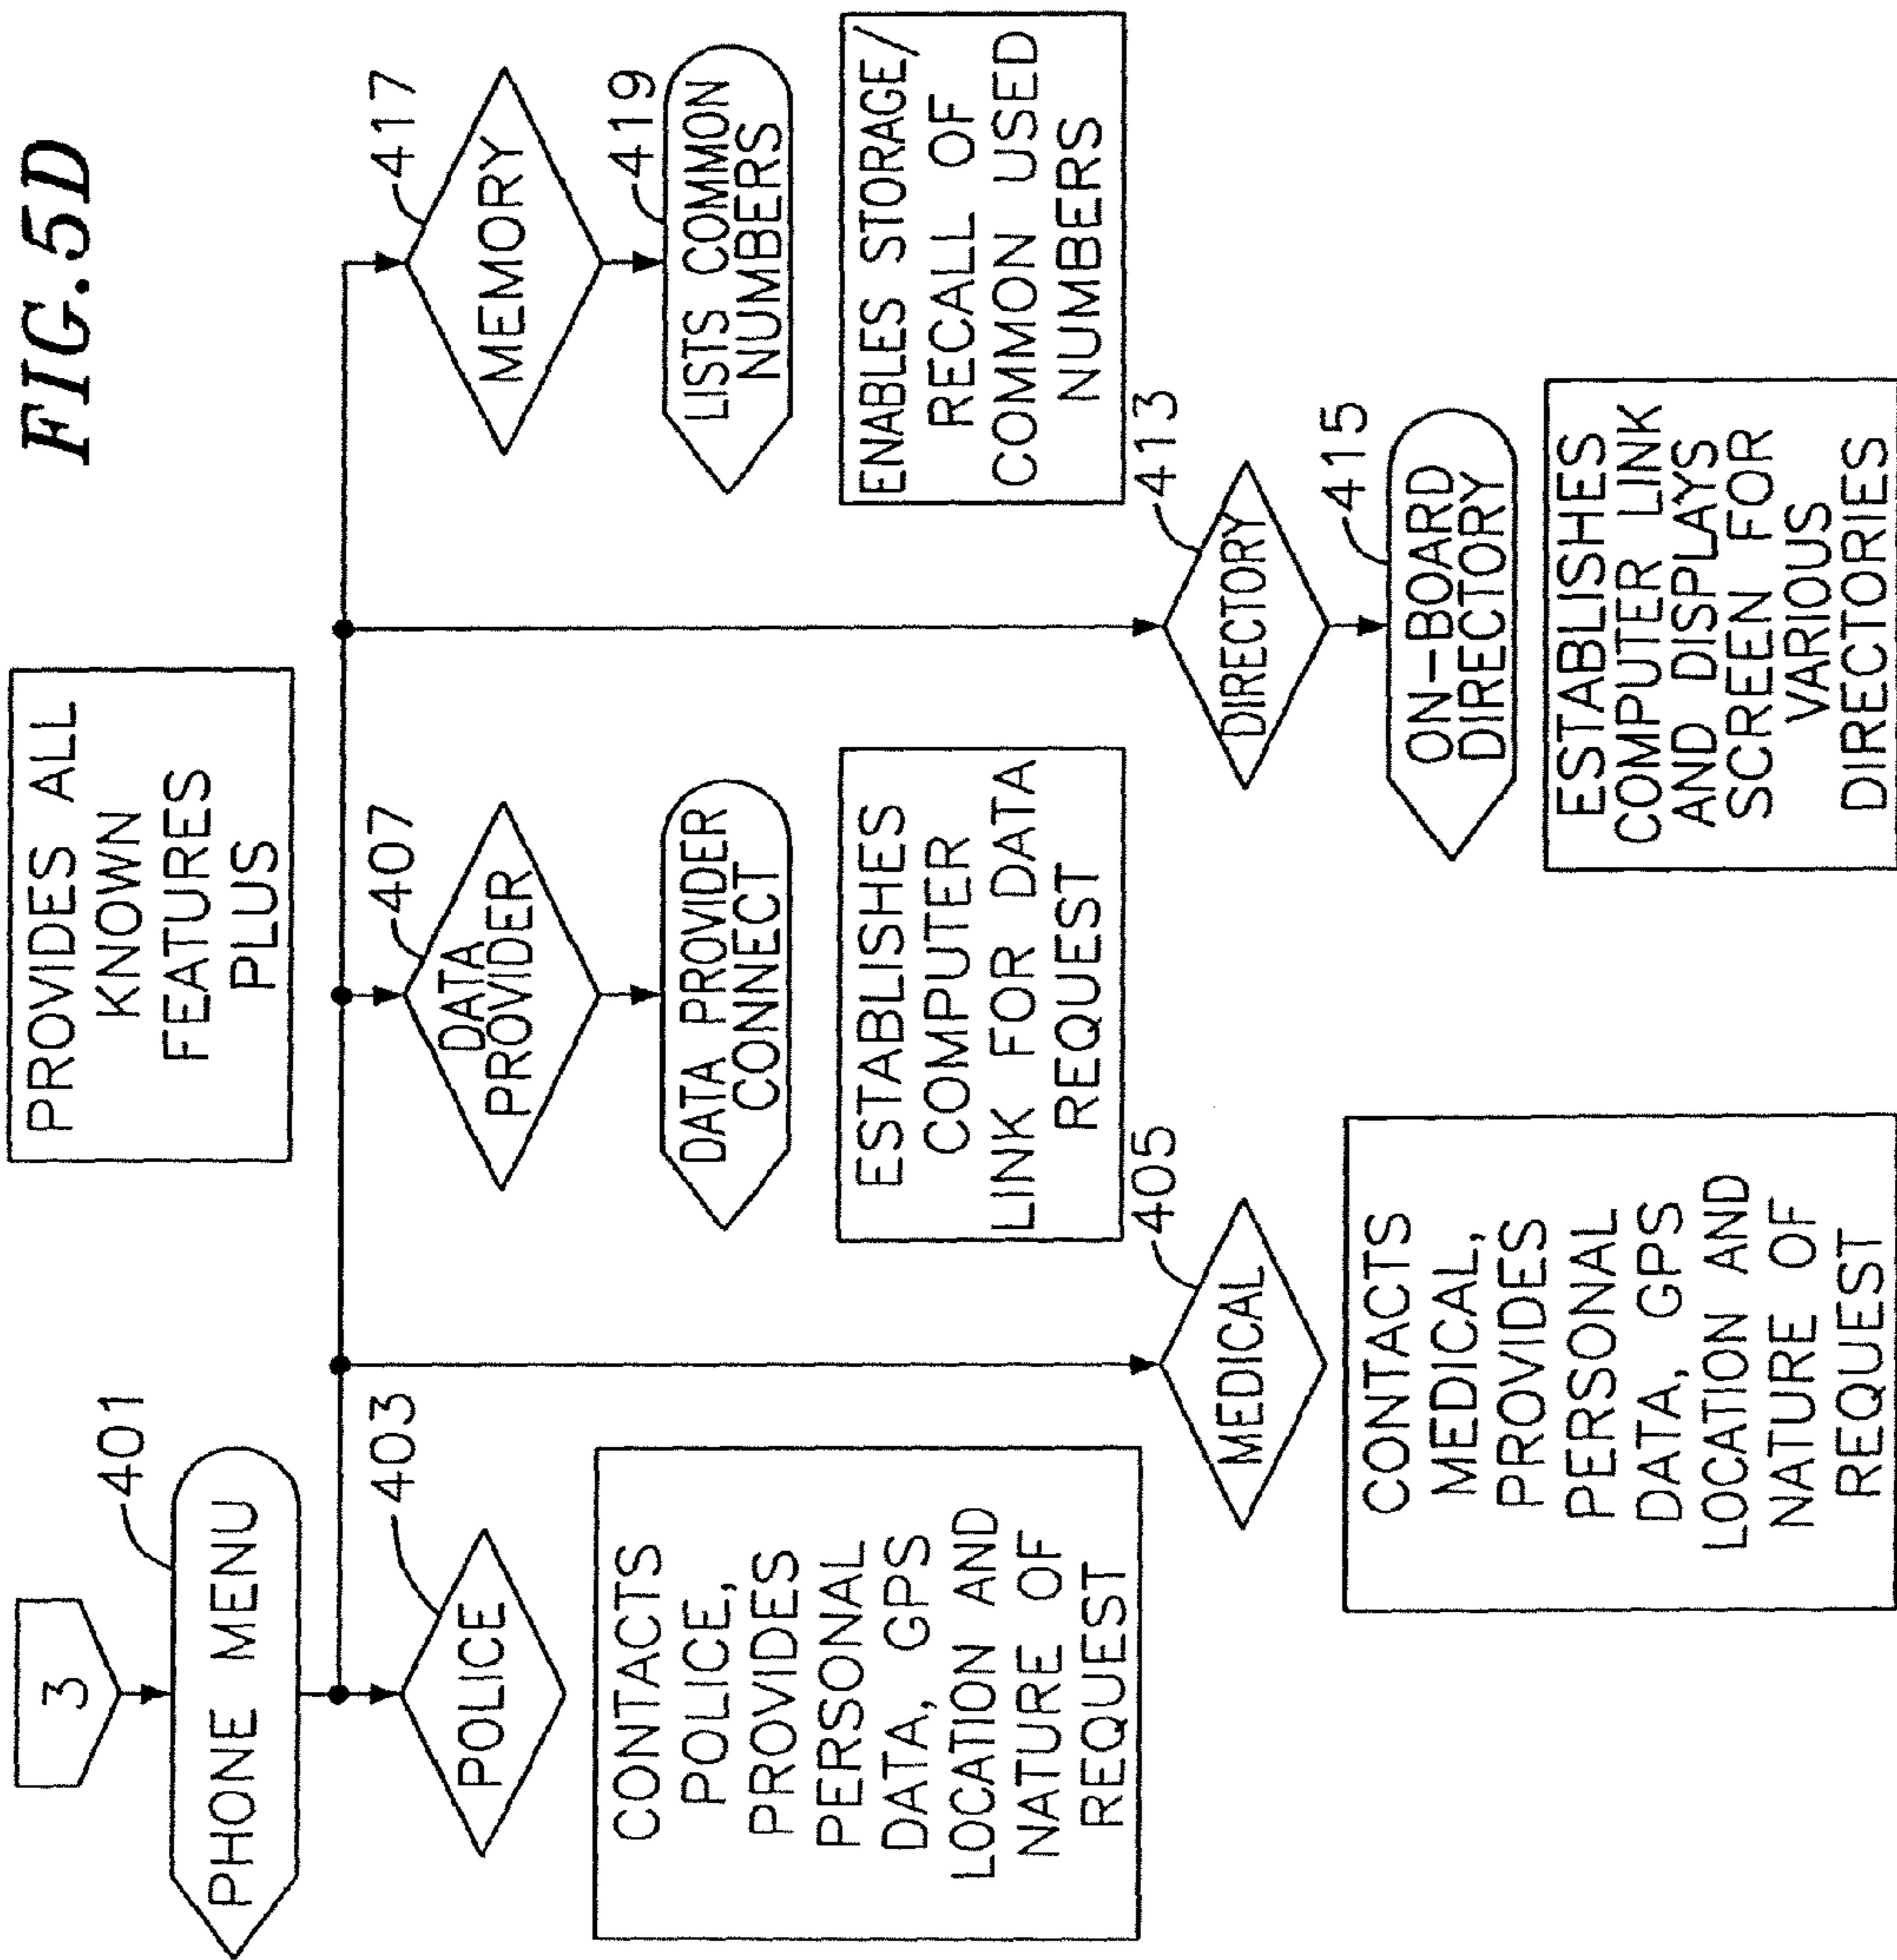 FIG.5D
3
401
PHONE MENU
PROVIDES ALL
KNOWN
FEATURES
PLUS
403
POLICE
CONTACTS
POLICE,
PROVIDES
PERSONAL
DATA, GPS
LOCATION AND
NATURE OF
REQUEST
405
MEDICAL
CONTACTS
MEDICAL,
PROVIDES
PERSONAL
DATA, GPS
LOCATION AND
NATURE OF
REQUEST
407
DATA
PROVIDER
DATA PROVIDER
CONNECT
ESTABLISHES
COMPUTER
LINK FOR DATA
REQUEST
413
DIRECTORY
415
ON-BOARD
DIRECTORY
ESTABLISHES
COMPUTER LINK
AND DISPLAYS
SCREEN FOR
VARIOUS
DIRECTORIES
417
MEMORY
419
LISTS COMMON
NUMBERS
ENABLES STORAGE/
RECALL OF
COMMON USED
NUMBERS